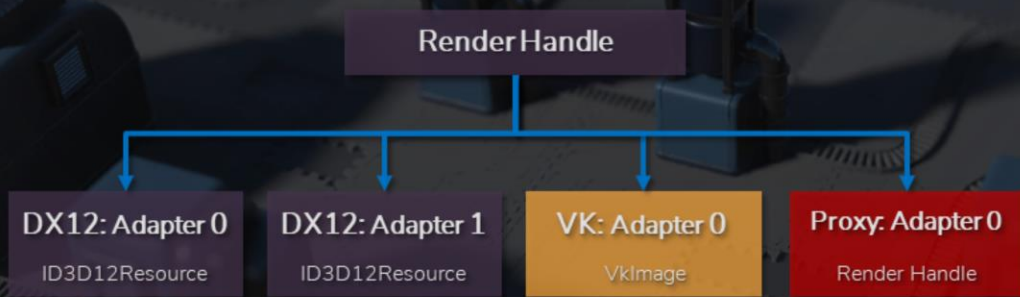 Render Handle
DX12: Adapter 0
ID3D12Resource
DX12: Adapter 1
ID3D12Resource
VK: Adapter 0
VkImage
Proxy: Adapter 0
Render Handle